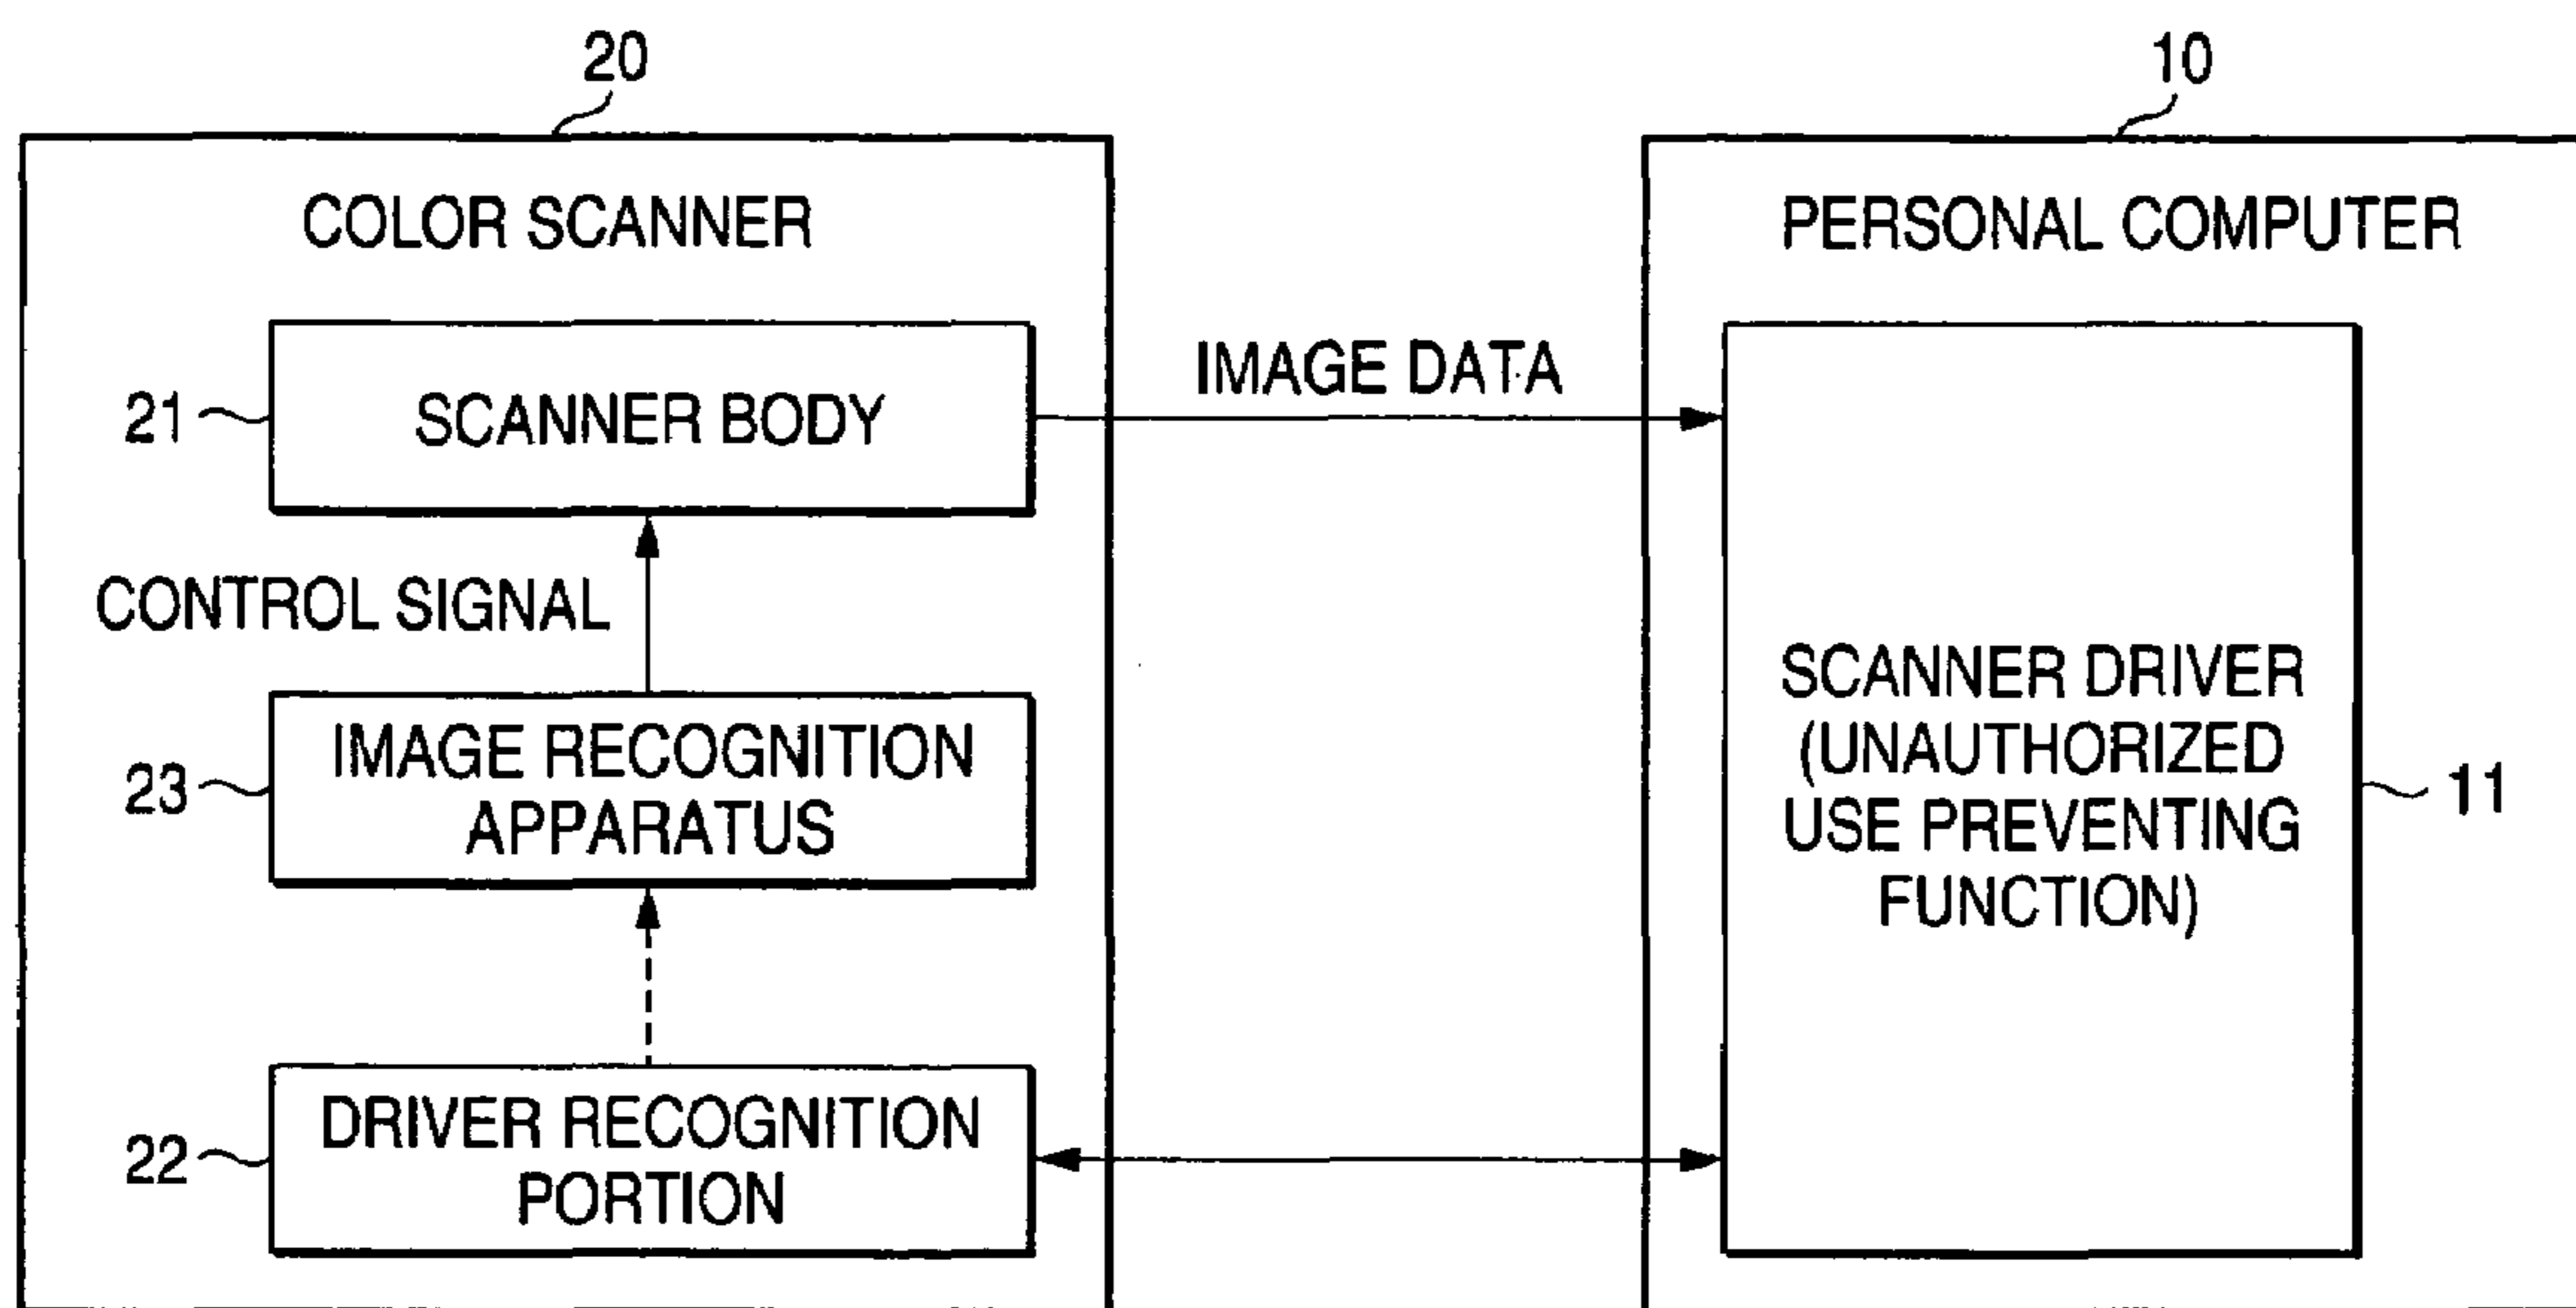 20
10
COLOR SCANNER
PERSONAL COMPUTER
21
SCANNER BODY
IMAGE DATA
CONTROL SIGNAL
23
IMAGE RECOGNITION
APPARATUS
SCANNER DRIVER
(UNAUTHORIZED
USE PREVENTING
FUNCTION)
11
22
DRIVER RECOGNITION
PORTION